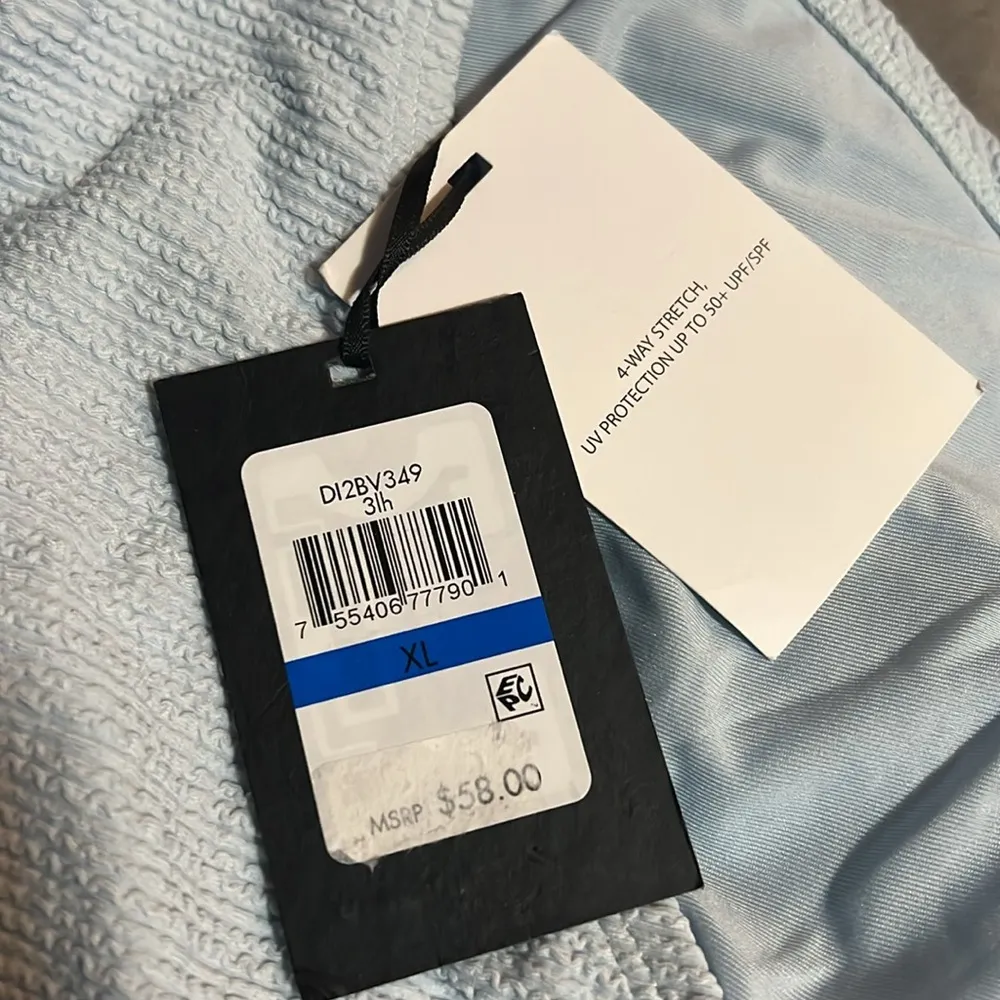 4-WAY STRETCH,
UV PROTECTION UP TO 50+ UPF/SPF
DI2BV349
3lh
7 55406 77790 1
XL
EPC
MSRP $58.00